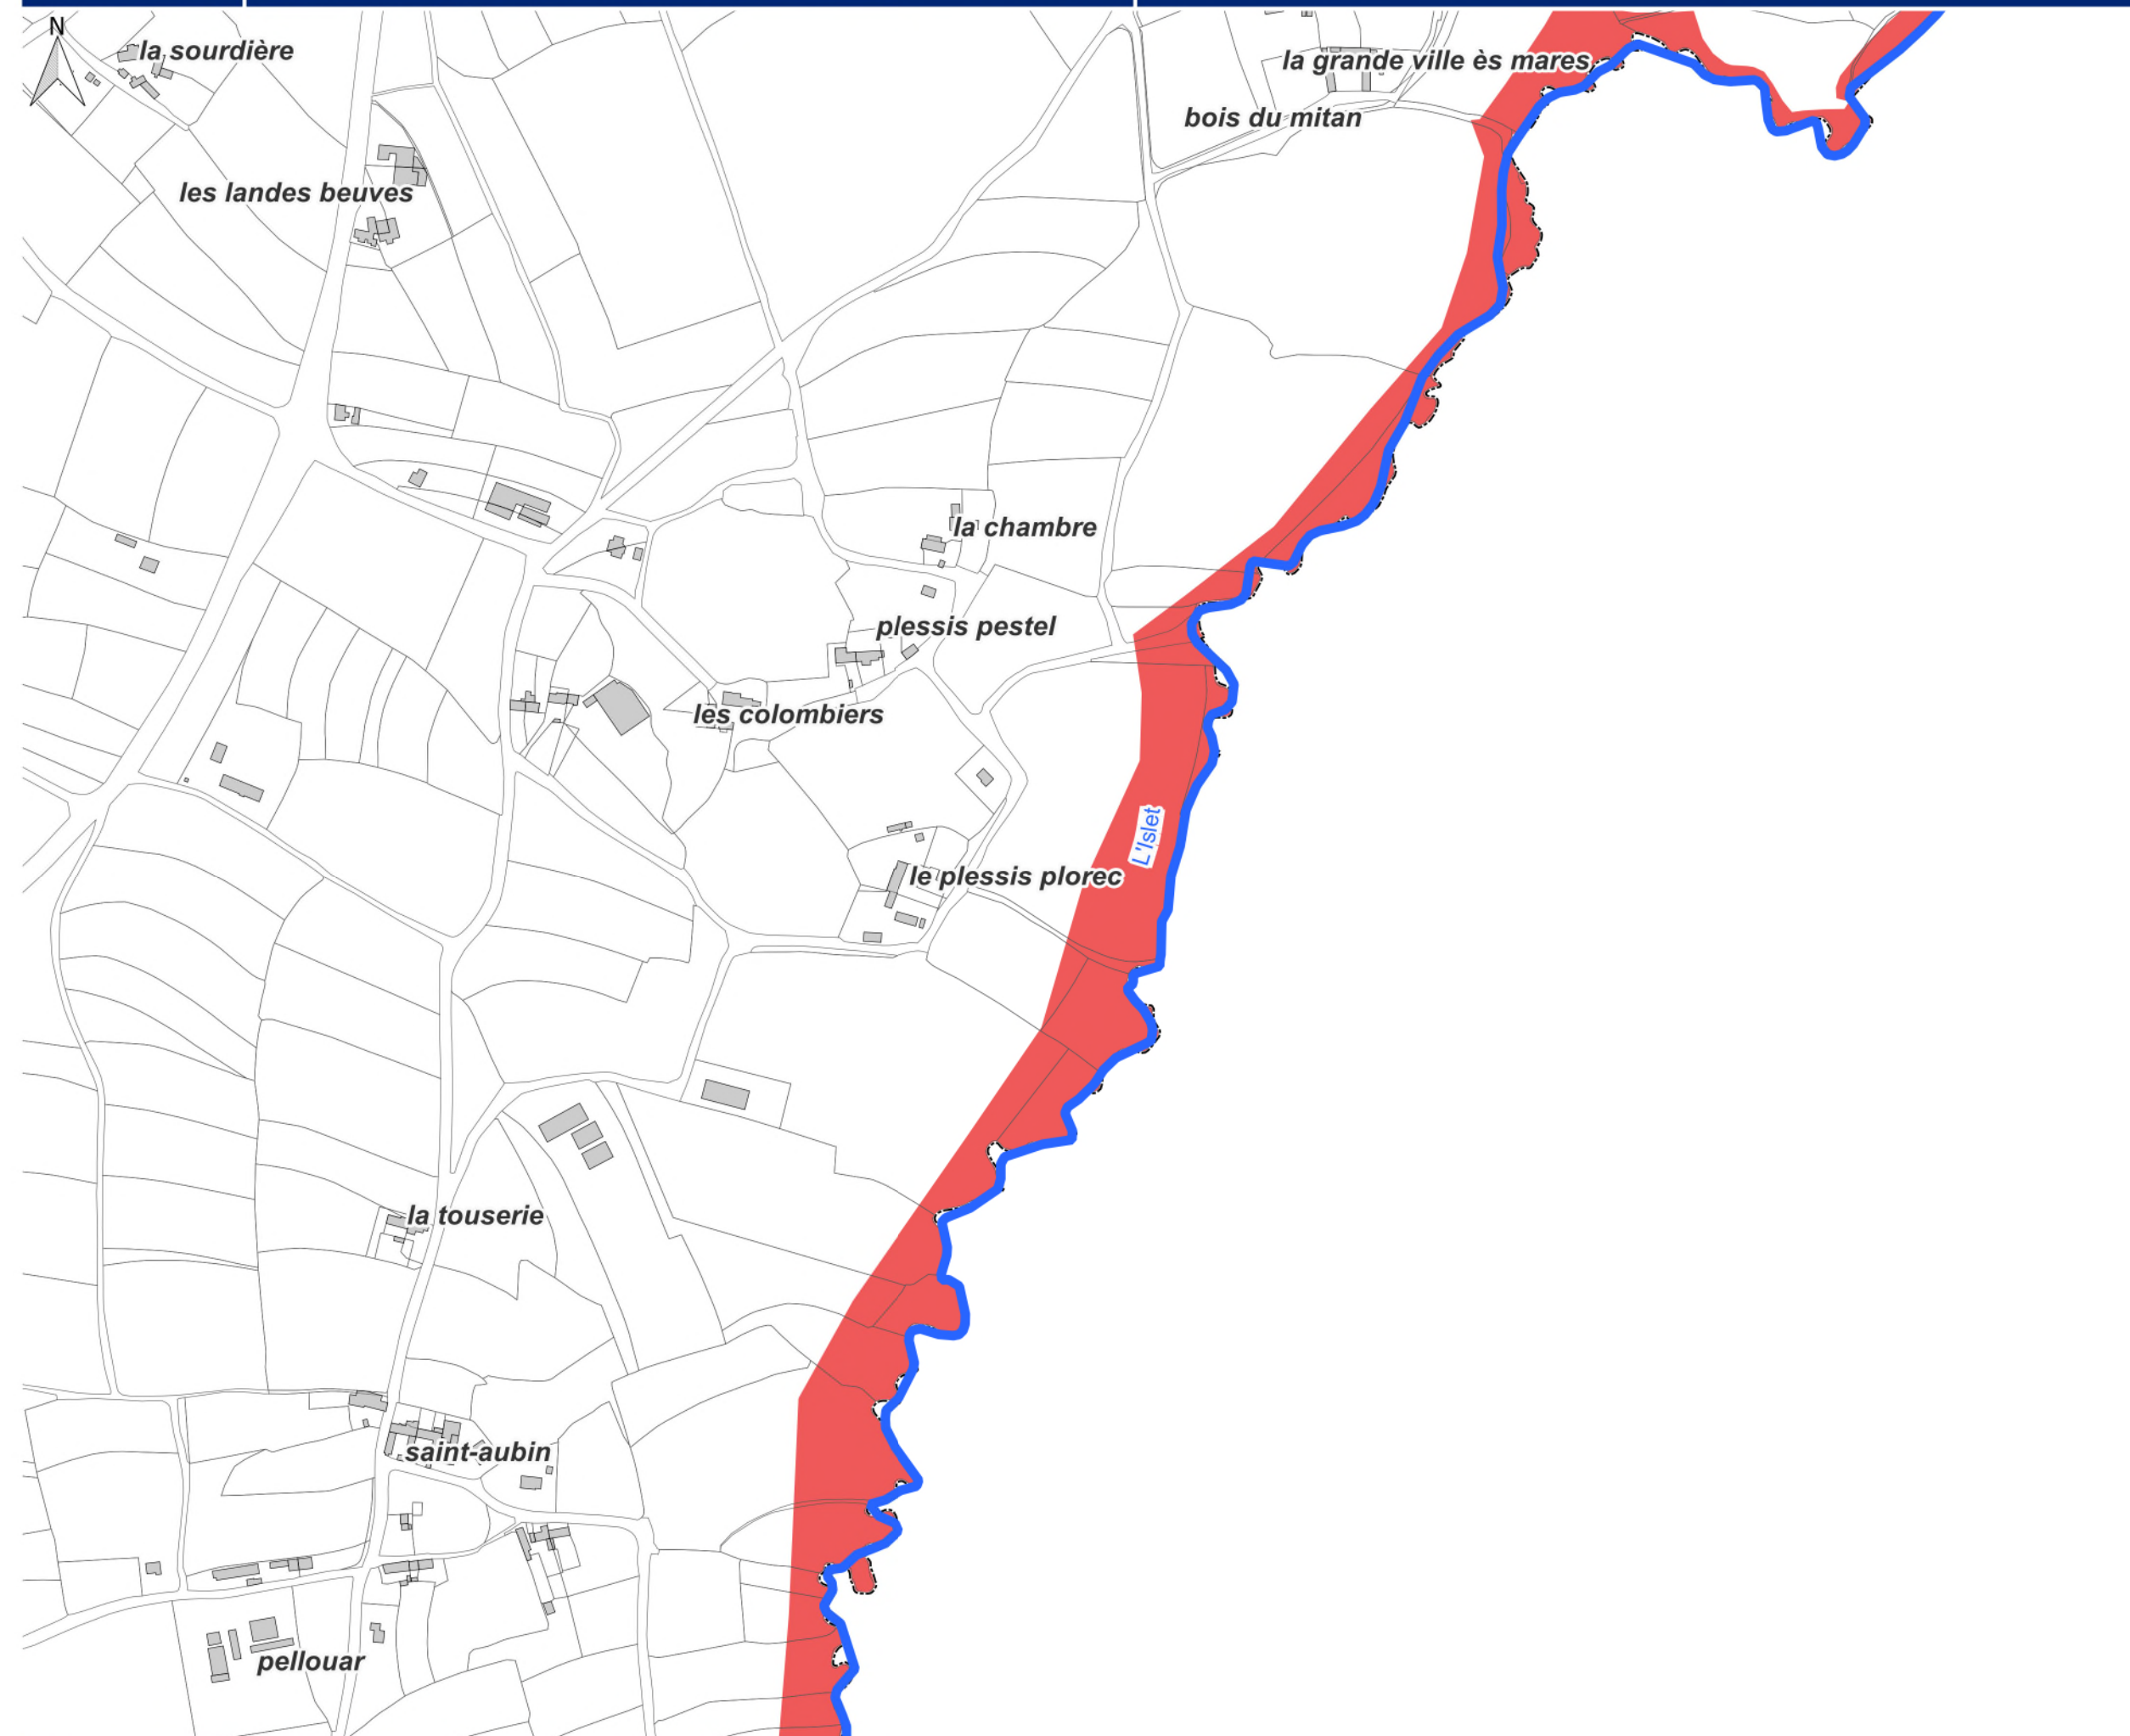 N
la sourdière
la grande ville ès mares
bois du mitan
les landes beuves
la chambre
plessis pestel
les colombiers
L'Islet
le plessis plorec
la touserie
saint-aubin
pellouar